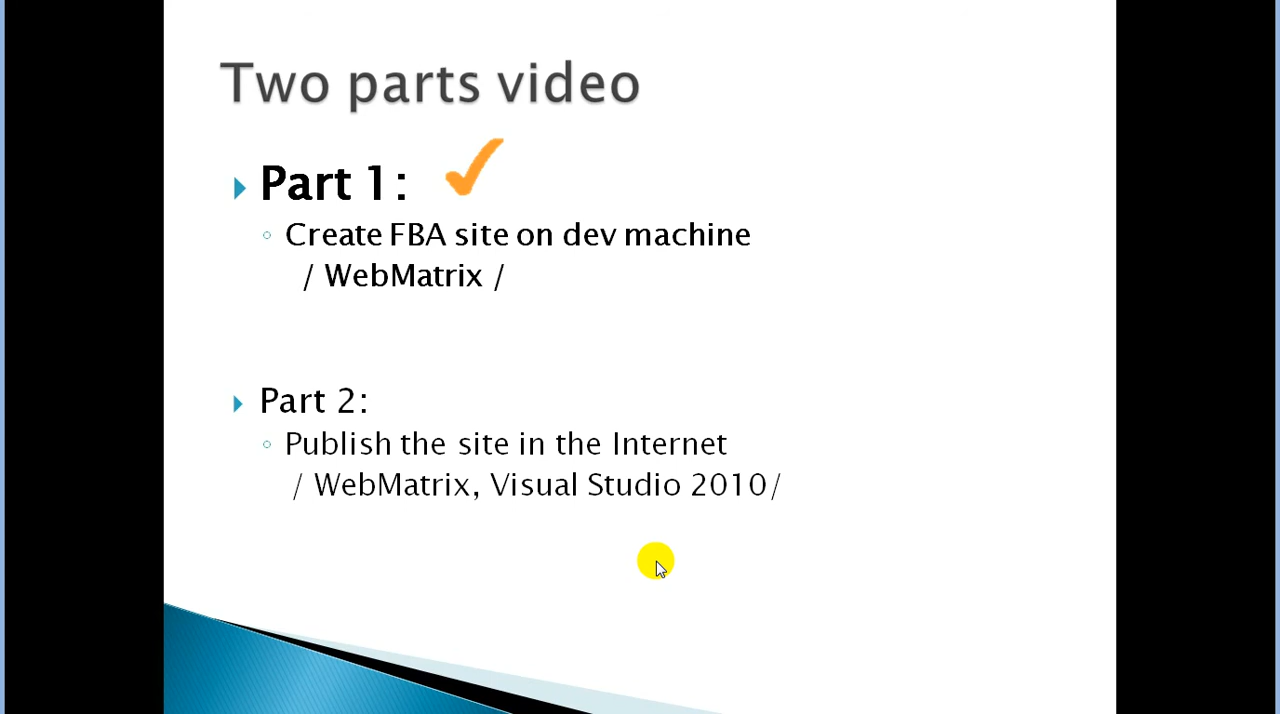 Two parts video
Part 1:
Create FBA site on dev machine
/ WebMatrix /
Part 2:
Publish the site in the Internet
/ WebMatrix, Visual Studio 2010/